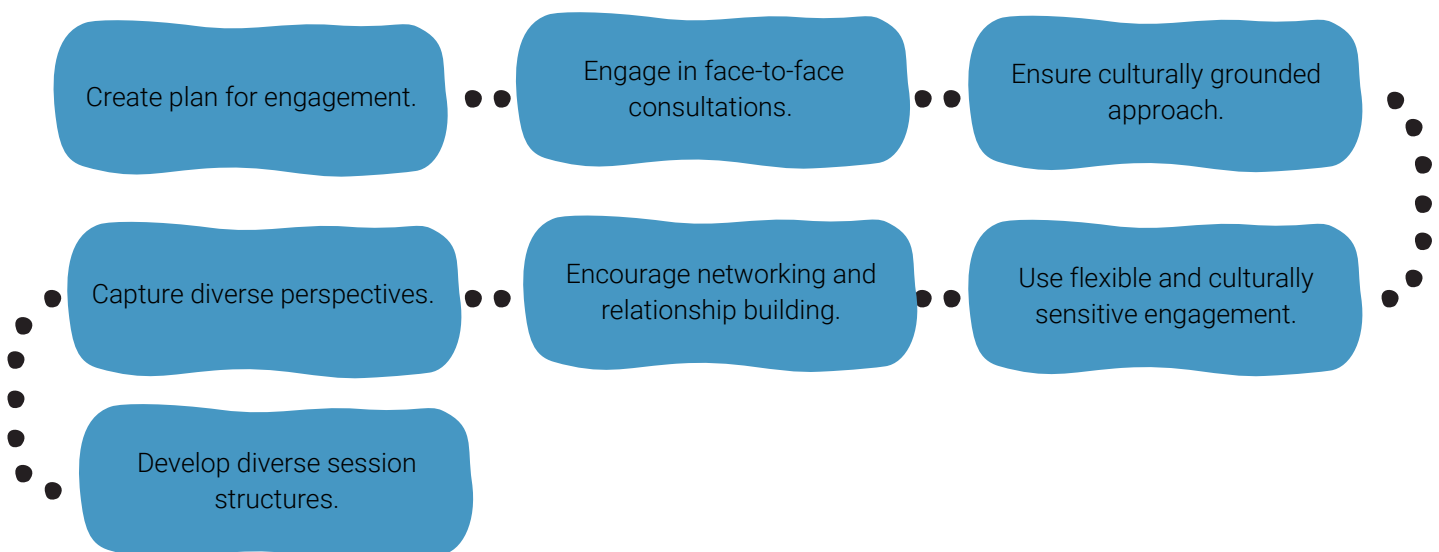 Create plan for engagement.
Engage in face-to-face
consultations.
Ensure culturally grounded
approach.
Use flexible and culturally
sensitive engagement.
Encourage networking and
relationship building.
Capture diverse perspectives.
Develop diverse session
structures.